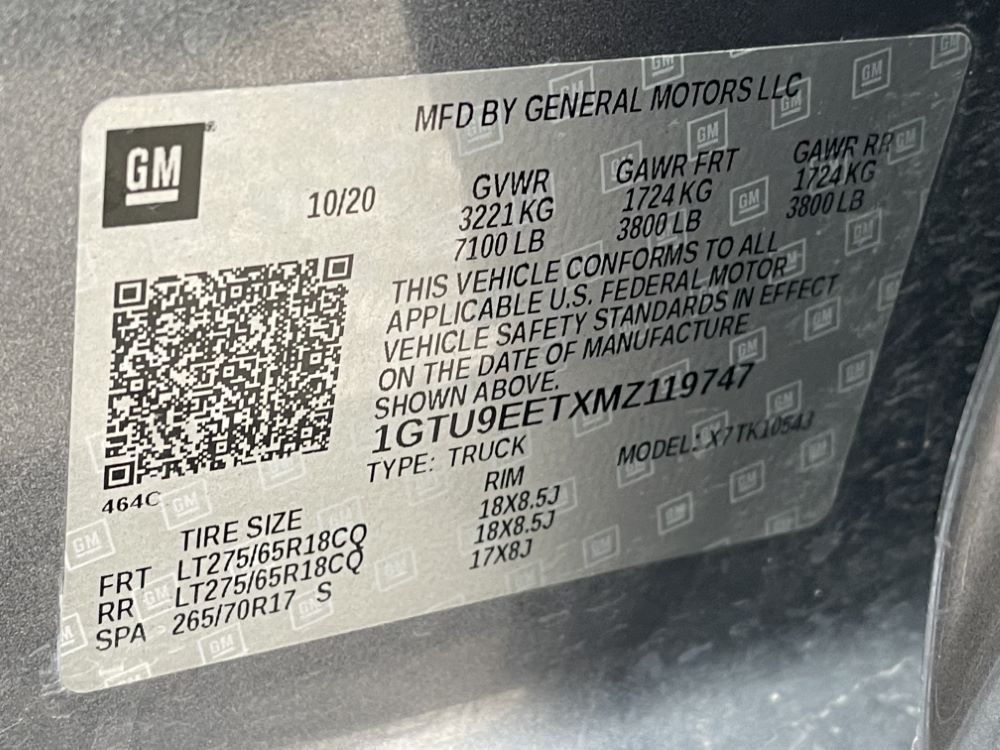 GM
MFD BY GENERAL MOTORS LLC
10/20
GVWR GAWR FRT GAWR RR
3221 KG 1724 KG 1724 KG
7100 LB 3800 LB 3800 LB
THIS VEHICLE CONFORMS TO ALL
APPLICABLE U.S. FEDERAL MOTOR
VEHICLE SAFETY STANDARDS IN EFFECT
ON THE DATE OF MANUFACTURE
SHOWN ABOVE.
1GTU9EETXMZ119747
TYPE: TRUCK MODEL: X7TK10543
464C
TIRE SIZE RIM
FRT LT275/65R18CQ 18X8.5J
RR LT275/65R18CQ 18X8.5J
SPA 265/70R17 S 17X8J